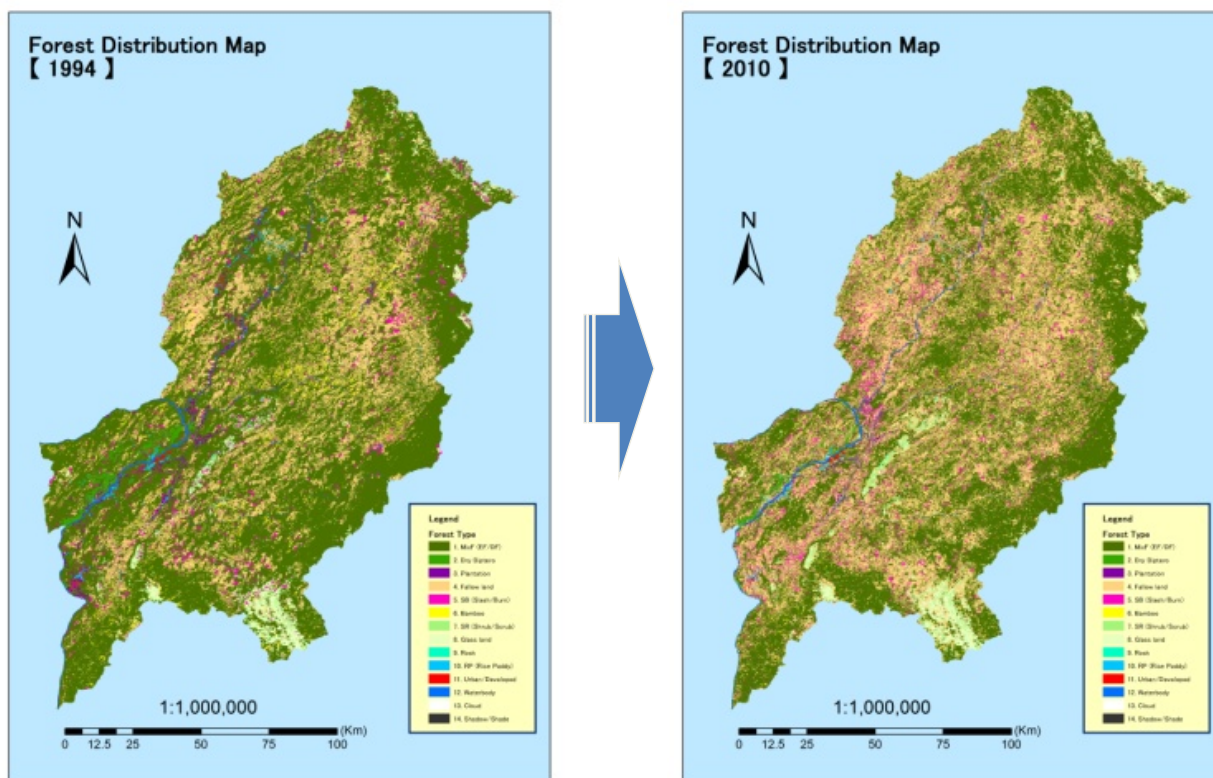 Forest Distribution Map
【 1994 】
N
Legend
Forest Type
1. MxF (EF/DF)
2. Dry Diptero
3. Plantation
4. Fallow land
5. SB (Slash/Burn)
6. Bamboo
7. SR (Shrub/Scrub)
8. Glass land
9. Rock
10. RP (Rice Paddy)
11. Urban/Developed
12. Waterbody
13. Cloud
14. Shadow/Shade
1:1,000,000
(Km)
0 12.5 25 50 75 100
Forest Distribution Map
【 2010 】
N
Legend
Forest Type
1. MxF (EF/DF)
2. Dry Diptero
3. Plantation
4. Fallow land
5. SB (Slash/Burn)
6. Bamboo
7. SR (Shrub/Scrub)
8. Glass land
9. Rock
10. RP (Rice Paddy)
11. Urban/Developed
12. Waterbody
13. Cloud
14. Shadow/Shade
1:1,000,000
(Km)
0 12.5 25 50 75 100